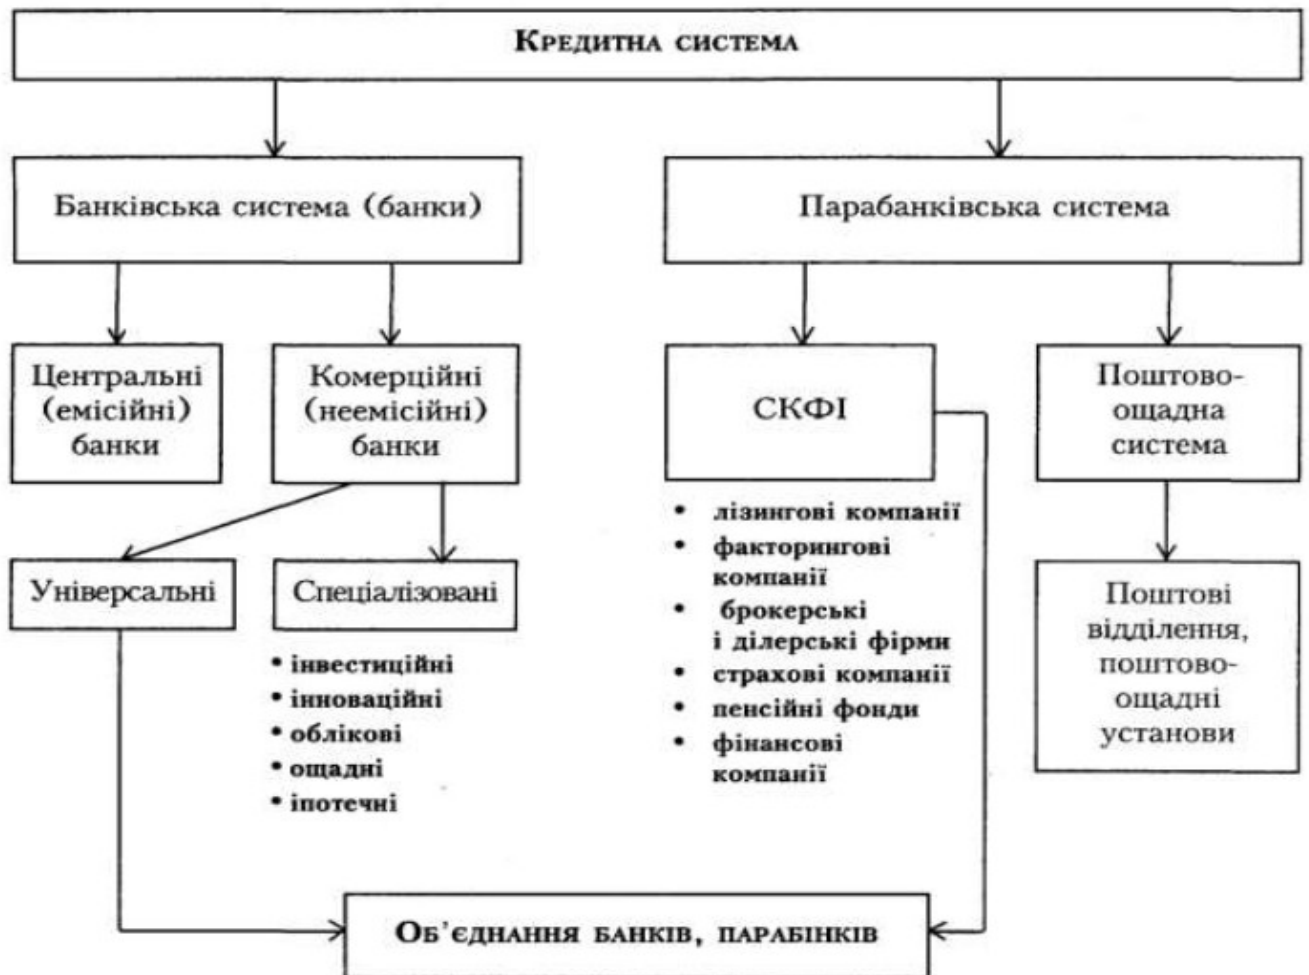 КРЕДИТНА СИСТЕМА
Банківська система (банки)
Парабанківська система
Центральні
(емісійні)
банки
Комерційні
(неемісійні)
банки
СКФІ
Поштово-
ощадна
система
Універсальні
Спеціалізовані
• інвестиційні
• інноваційні
• облікові
• ощадні
• іпотечні
• лізингові компанії
• факторингові
компанії
• брокерські
і ділерські фірми
• страхові компанії
• пенсійні фонди
• фінансові
компанії
Поштові
відділення,
поштово-
ощадні
установи
ОБ'ЄДНАННЯ БАНКІВ, ПАРАБІНКІВ